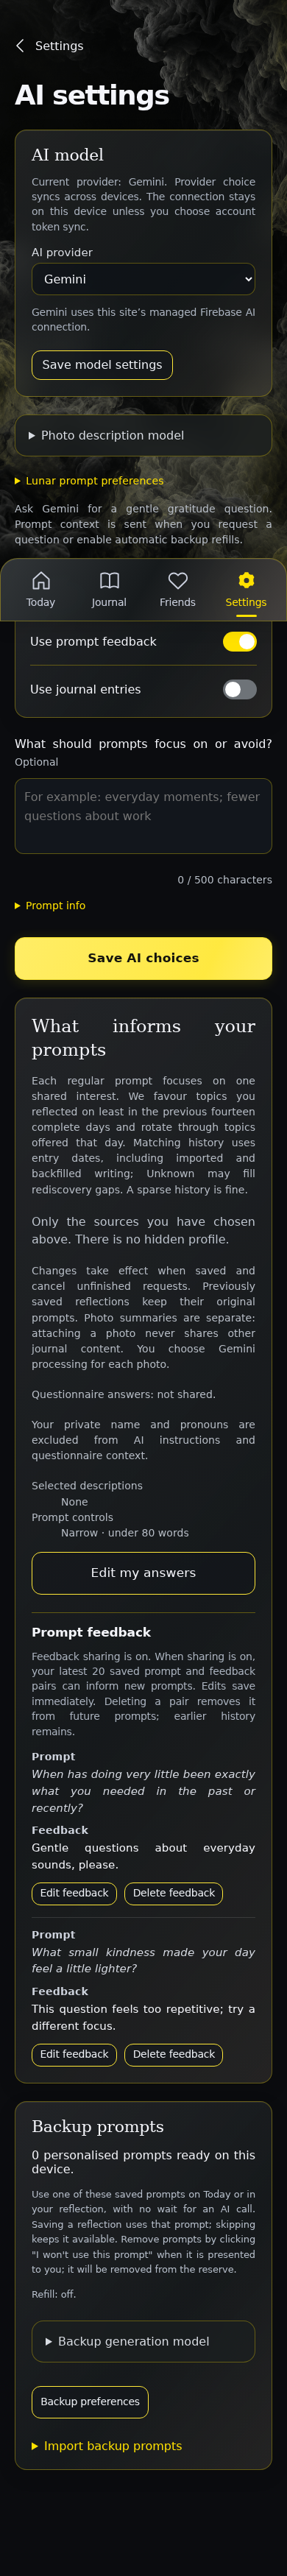 Settings
AI settings
AI model
Current provider: Gemini. Provider choice
syncs across devices. The connection stays
on this device unless you choose account
token sync.
AI provider
Gemini
Gemini uses this site’s managed Firebase AI
connection.
Save model settings
Photo description model
Lunar prompt preferences
Ask Gemini for a gentle gratitude question.
Prompt context is sent when you request a
question or enable automatic backup refills.
Today
Journal
Friends
Settings
Use prompt feedback
Use journal entries
What should prompts focus on or avoid?
Optional
For example: everyday moments; fewer
questions about work
0 / 500 characters
Prompt info
Save AI choices
What informs your
prompts
Each regular prompt focuses on one
shared interest. We favour topics you
reflected on least in the previous fourteen
complete days and rotate through topics
offered that day. Matching history uses
entry dates, including imported and
backfilled writing; Unknown may fill
rediscovery gaps. A sparse history is fine.
Only the sources you have chosen
above. There is no hidden profile.
Changes take effect when saved and
cancel unfinished requests. Previously
saved reflections keep their original
prompts. Photo summaries are separate:
attaching a photo never shares other
journal content. You choose Gemini
processing for each photo.
Questionnaire answers: not shared.
Your private name and pronouns are
excluded from AI instructions and
questionnaire context.
Selected descriptions
None
Prompt controls
Narrow · under 80 words
Edit my answers
Prompt feedback
Feedback sharing is on. When sharing is on,
your latest 20 saved prompt and feedback
pairs can inform new prompts. Edits save
immediately. Deleting a pair removes it
from future prompts; earlier history
remains.
Prompt
When has doing very little been exactly
what you needed in the past or
recently?
Feedback
Gentle questions about everyday
sounds, please.
Edit feedback Delete feedback
Prompt
What small kindness made your day
feel a little lighter?
Feedback
This question feels too repetitive; try a
different focus.
Edit feedback Delete feedback
Backup prompts
0 personalised prompts ready on this
device.
Use one of these saved prompts on Today or in
your reflection, with no wait for an AI call.
Saving a reflection uses that prompt; skipping
keeps it available. Remove prompts by clicking
"I won't use this prompt" when it is presented
to you; it will be removed from the reserve.
Refill: off.
Backup generation model
Backup preferences
Import backup prompts